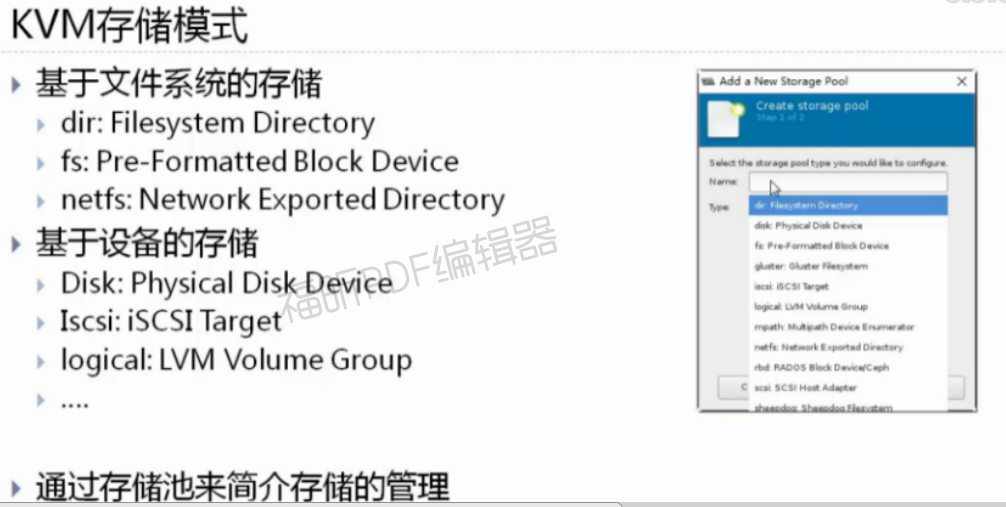 KVM存储模式
基于文件系统的存储
dir: Filesystem Directory
fs: Pre-Formatted Block Device
netfs: Network Exported Directory
基于设备的存储
Disk: Physical Disk Device
Iscsi: iSCSI Target
logical: LVM Volume Group
....
通过存储池来简介存储的管理
福昕PDF编辑器
Add a New Storage Pool
Create storage pool
Step 1 of 2
Select the storage pool type you would like to configure.
Name:
Type:
dir: Filesystem Directory
disk: Physical Disk Device
fs: Pre-Formatted Block Device
gluster: Gluster Filesystem
iscsi: iSCSI Target
logical: LVM Volume Group
mpath: Multipath Device Enumerator
netfs: Network Exported Directory
rbd: RADOS Block Device/Ceph
scsi: SCSI Host Adapter
sheepdog: Sheepdog Filesystem